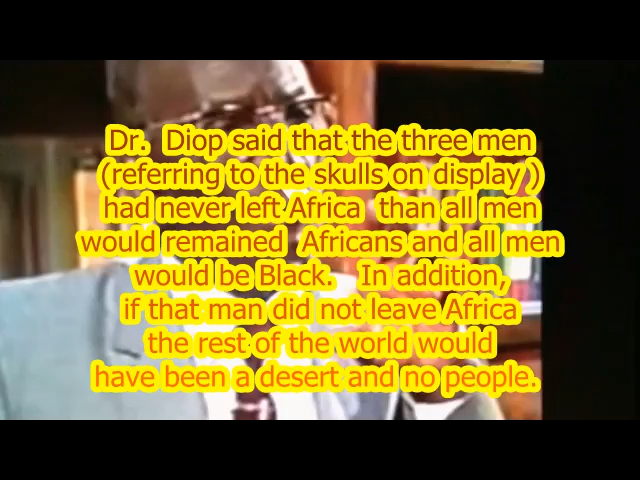 Dr.  Diop said that the three men
(referring to the skulls on display )
had never left Africa  than all men
would remained  Africans and all men
would be Black.    In addition,
if that man did not leave Africa
the rest of the world would
have been a desert and no people.